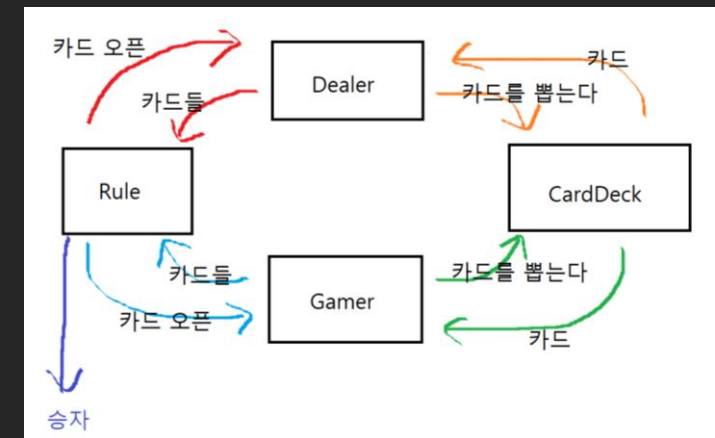 카드 오픈
Dealer
카드
카드들
카드를 뽑는다
Rule
CardDeck
카드들
카드를 뽑는다
카드 오픈
Gamer
카드
승자